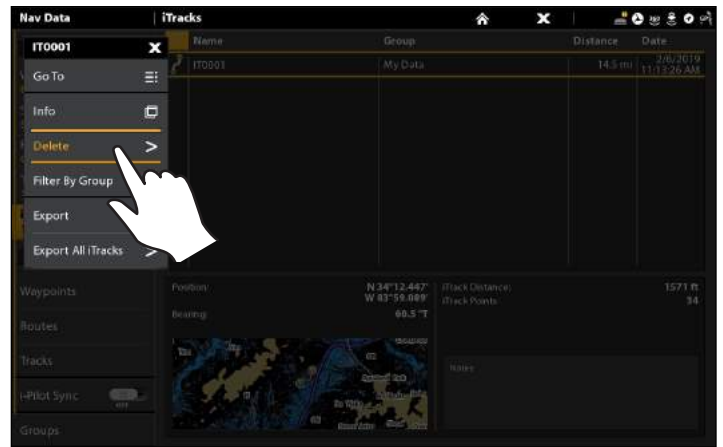 Nav Data
iTracks
X
IT0001 X
Go To
Info
Delete >
Filter By Group
Export
Export All iTracks >
Waypoints
Routes
Tracks
i-Pilot Sync
OFF
Groups
Name Group Distance Date
IT0001 My Data 14.5 mi 2/6/2019
11:13:26 AM
Position: N 34°12.447'
W 83°59.089'
Bearing: 60.5 °T
iTrack Distance: 1571 ft
iTrack Points: 34
Notes